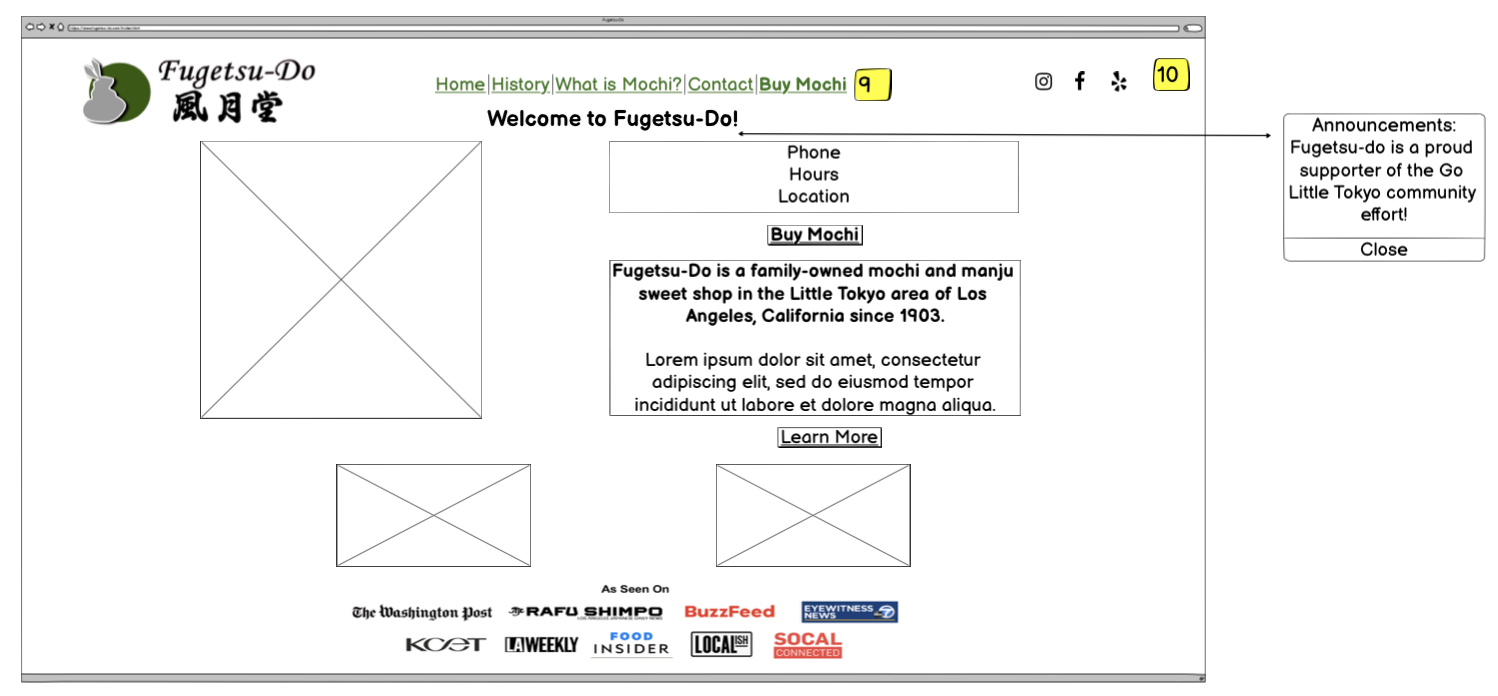 Fugetsu-Do
Fugetsu-Do
風月堂
Home|History|What is Mochi?|Contact|Buy Mochi
9
10
Welcome to Fugetsu-Do!
Phone
Hours
Location
Buy Mochi
Fugetsu-Do is a family-owned mochi and manju
sweet shop in the Little Tokyo area of Los
Angeles, California since 1903.
Lorem ipsum dolor sit amet, consectetur
adipiscing elit, sed do eiusmod tempor
incididunt ut labore et dolore magna aliqua.
Learn More
Announcements:
Fugetsu-do is a proud
supporter of the Go
Little Tokyo community
effort!
Close
As Seen On
The Washington Post
RAFU SHIMPO
LOS ANGELES JAPANESE DAILY NEWS
BuzzFeed
EYEWITNESS
NEWS 7
KCET
LA WEEKLY
FOOD
INSIDER
LOCALISH
SOCAL
CONNECTED